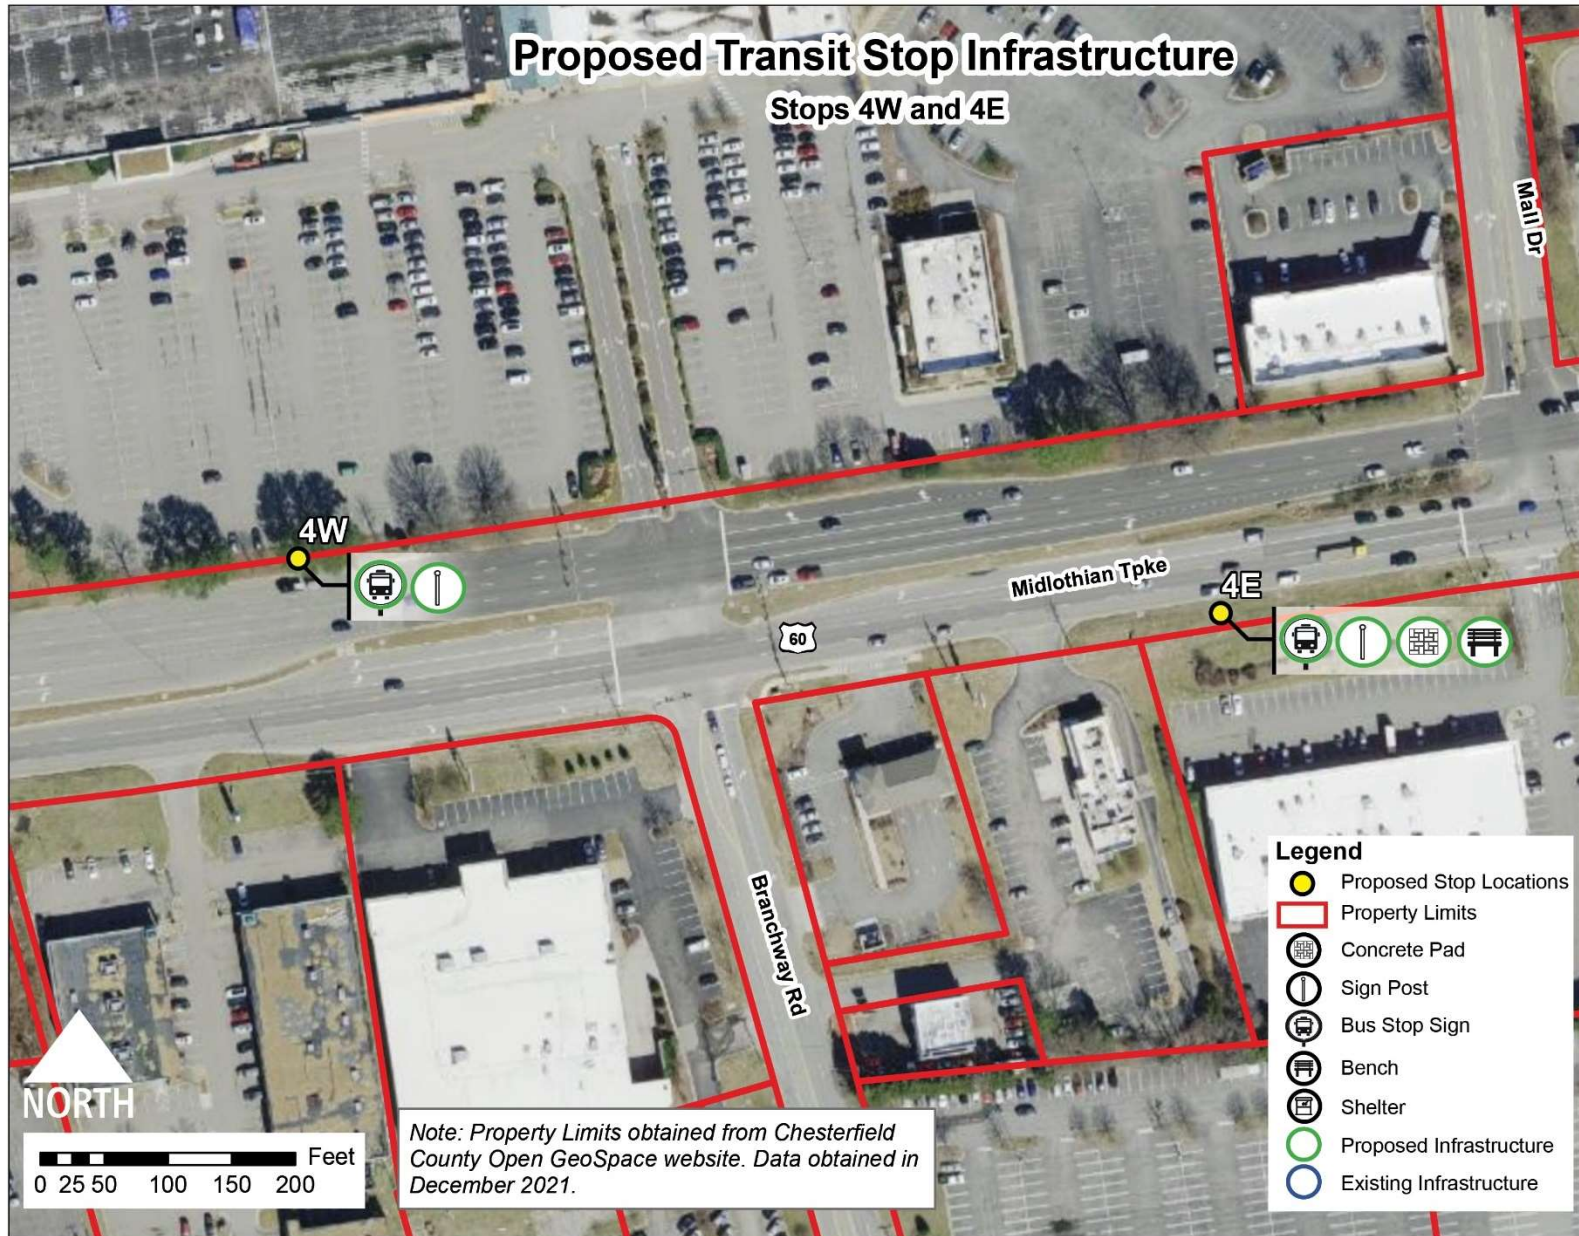 Proposed Transit Stop Infrastructure
Stops 4W and 4E
Mall Dr
4W
Midlothian Tpke
4E
60
Branchway Rd
Legend
Proposed Stop Locations
Property Limits
Concrete Pad
Sign Post
Bus Stop Sign
Bench
Shelter
Proposed Infrastructure
Existing Infrastructure
NORTH
Feet
0 25 50 100 150 200
Note: Property Limits obtained from Chesterfield
County Open GeoSpace website. Data obtained in
December 2021.